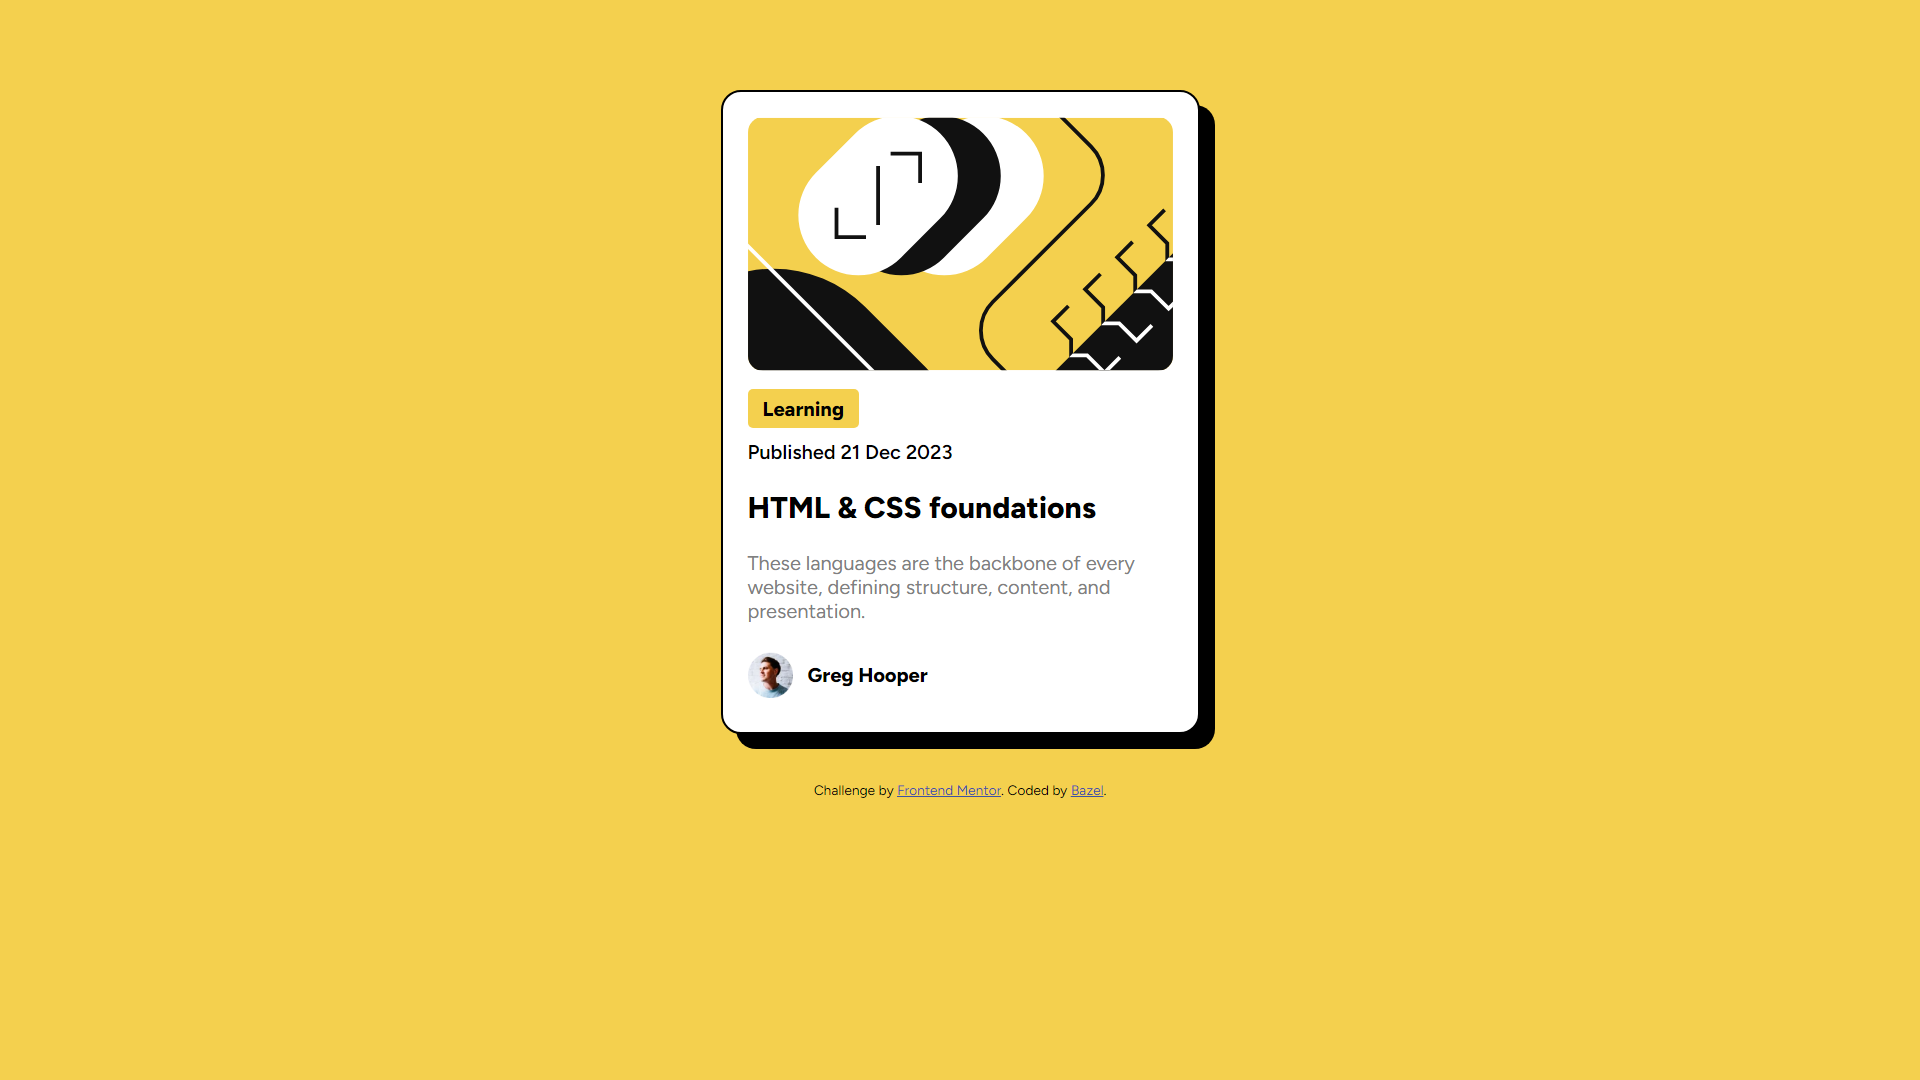 Learning
Published 21 Dec 2023
HTML & CSS foundations
These languages are the backbone of every
website, defining structure, content, and
presentation.
Greg Hooper
Challenge by Frontend Mentor. Coded by Bazel.